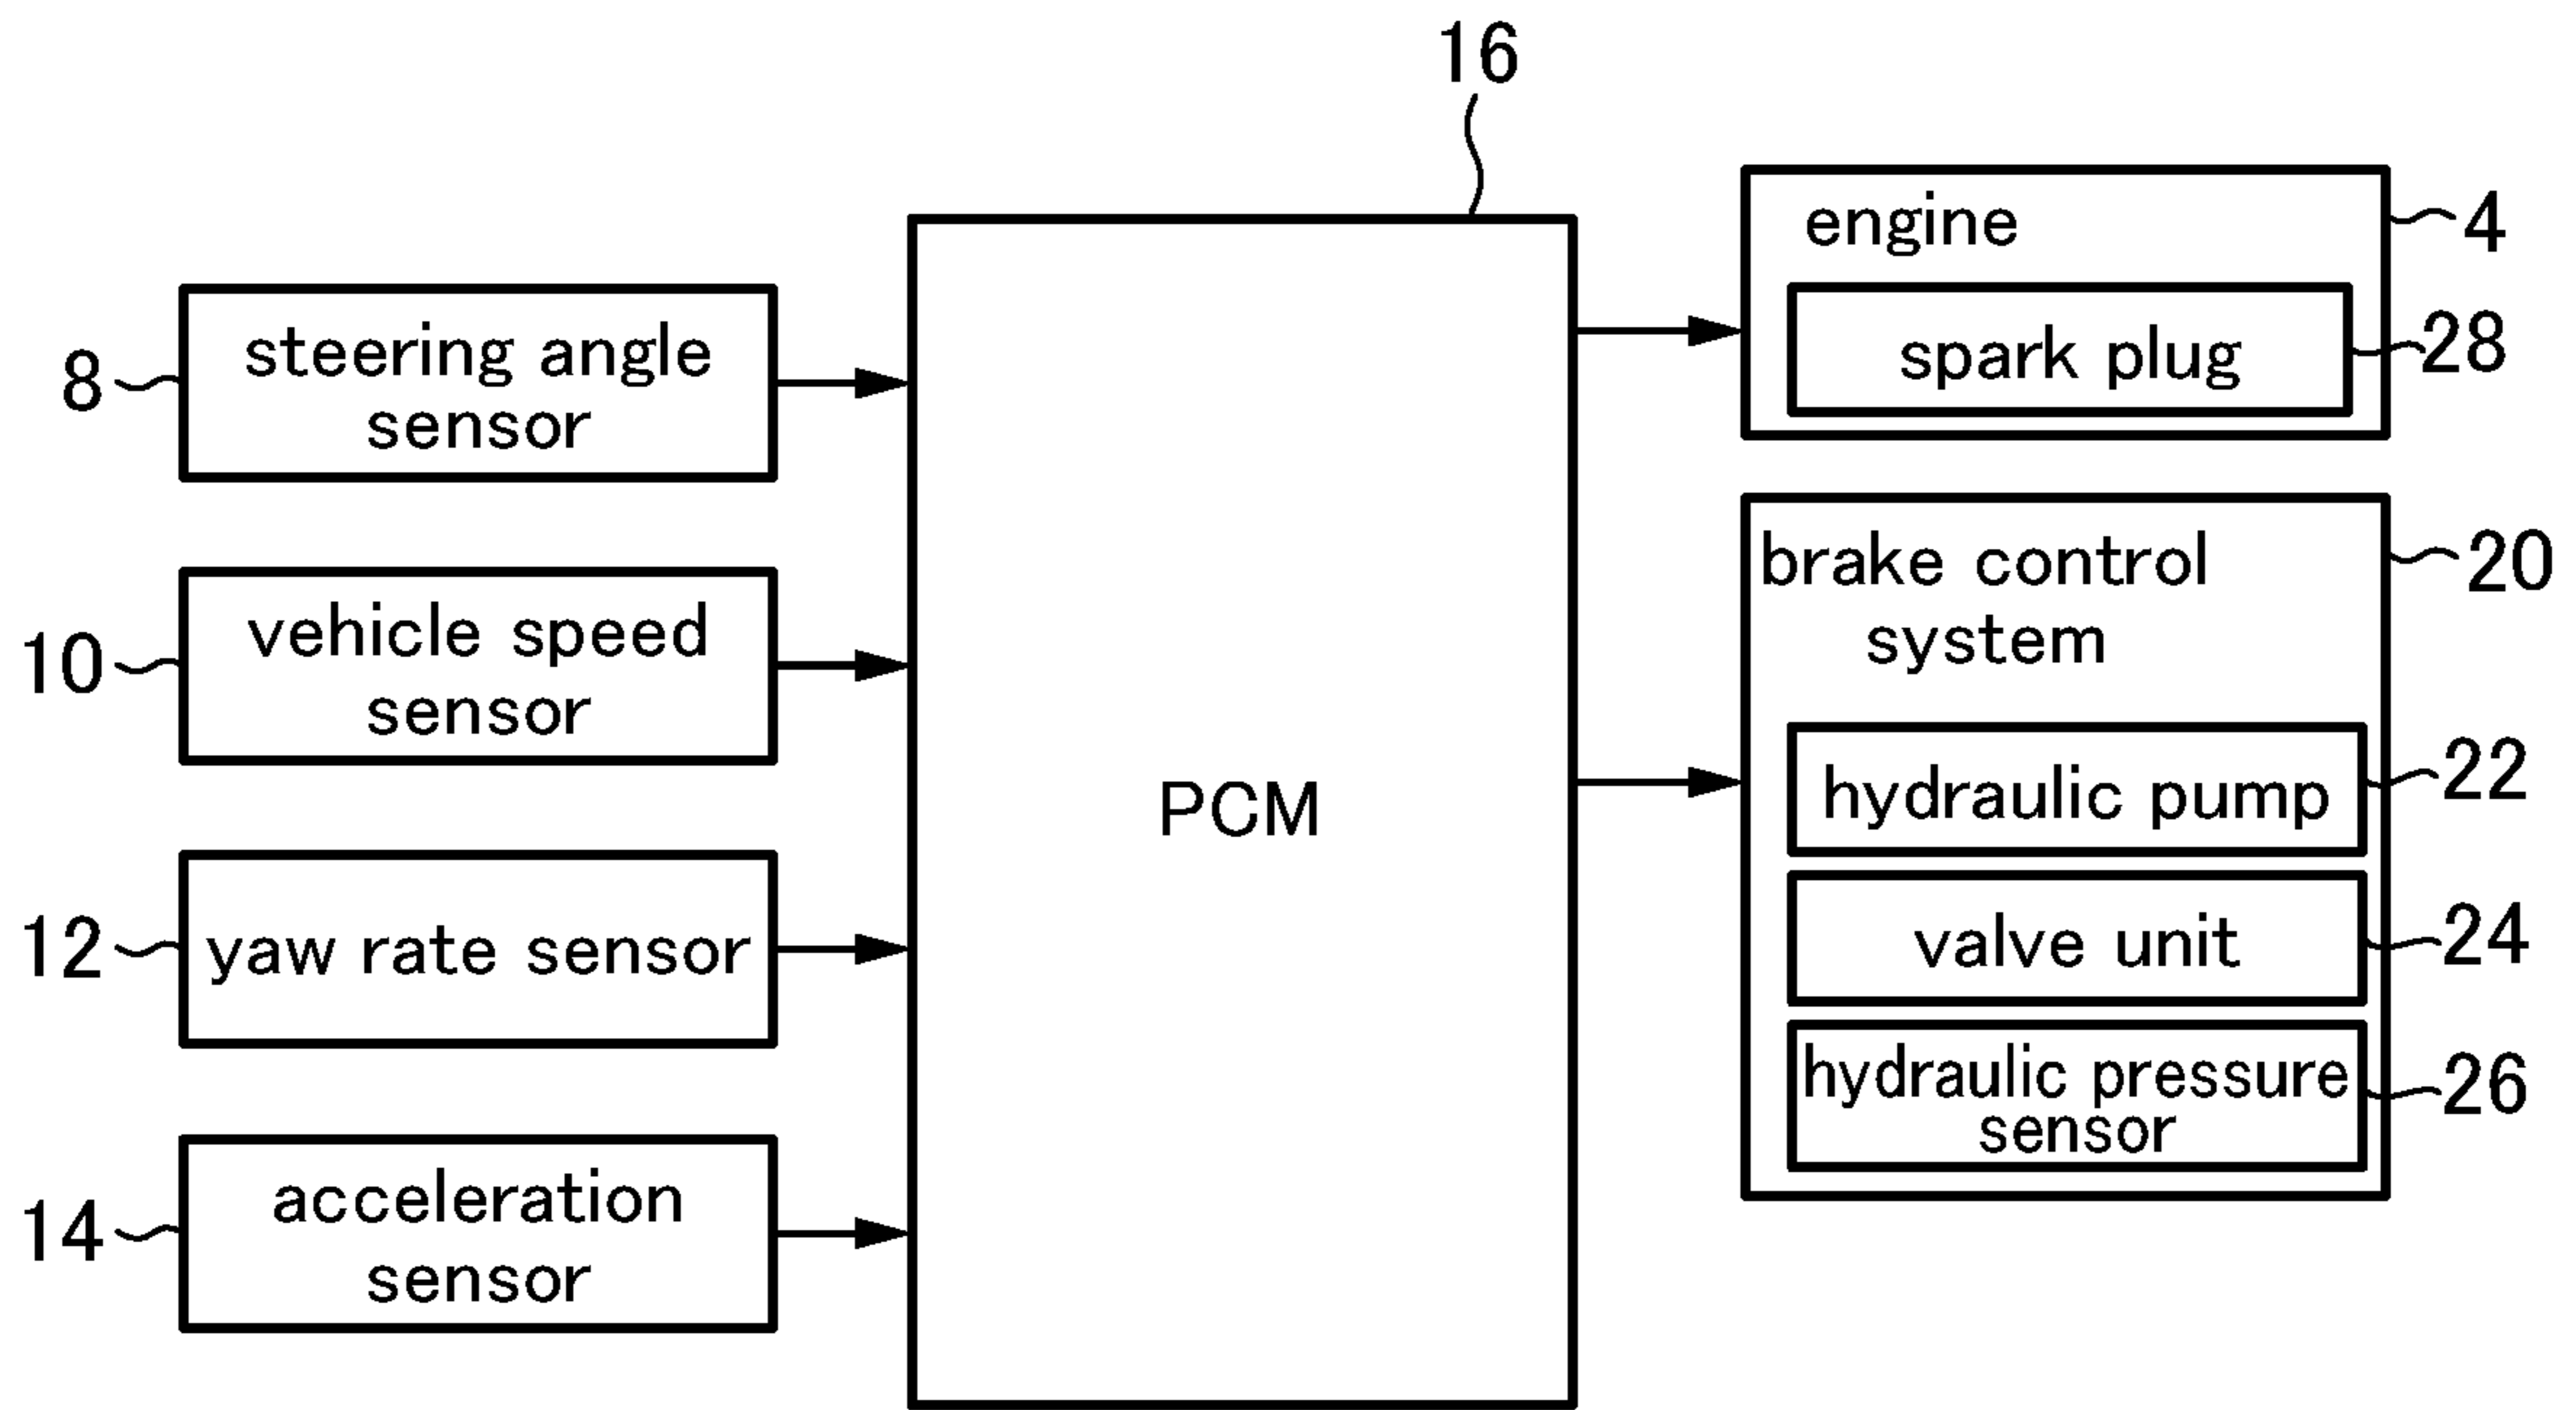 16
8
steering angle
sensor
10
vehicle speed
sensor
12
yaw rate sensor
14
acceleration
sensor
PCM
engine
4
spark plug
28
brake control
system
20
hydraulic pump
22
valve unit
24
hydraulic pressure
sensor
26